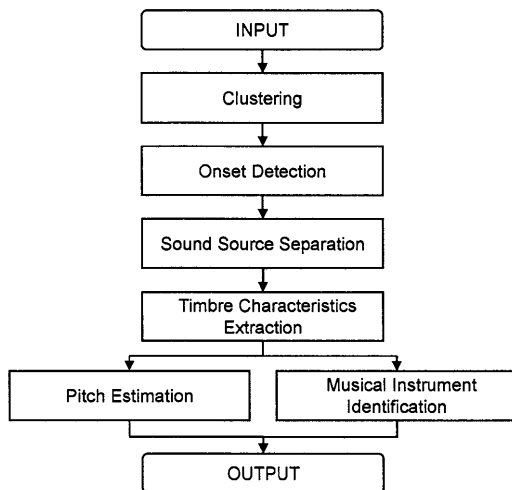 INPUT
Clustering
Onset Detection
Sound Source Separation
Timbre Characteristics
Extraction
Pitch Estimation
Musical Instrument
Identification
OUTPUT